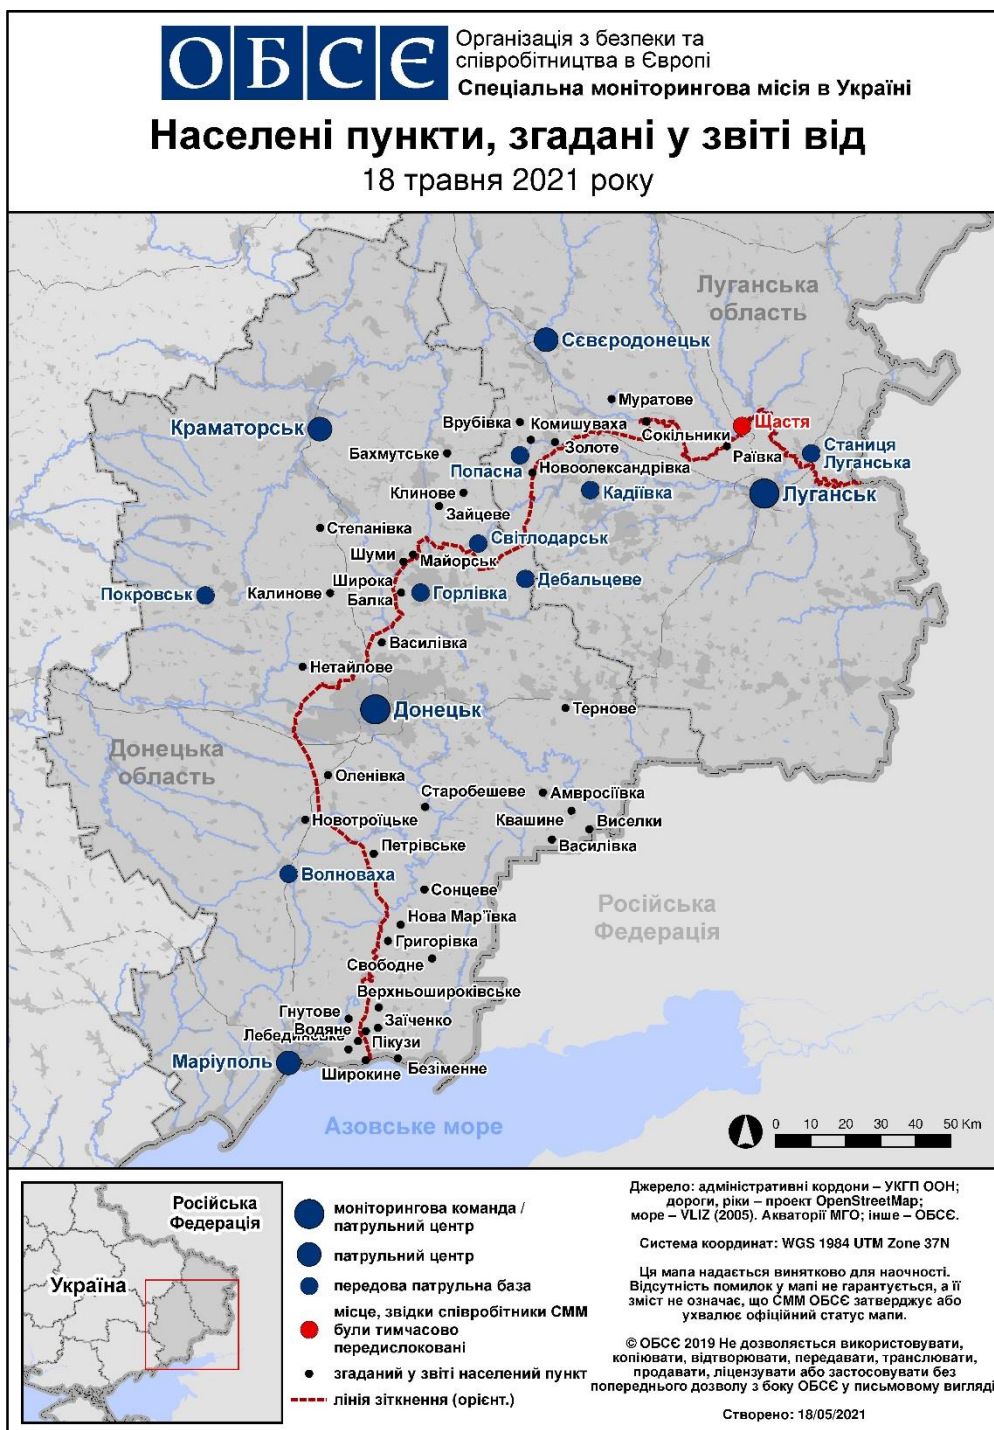 ОБСЄ
Організація з безпеки та
співробітництва в Європі
Спеціальна моніторингова місія в Україні
Населені пункти, згадані у звіті від
18 травня 2021 року
Луганська
область
Сєвєродонецьк
Муратове
Краматорськ
Врубівка
Комишуваха
Щастя
Сокільники
Золоте
Раївка
Станиця
Луганська
Бахмутське
Попасна
Новоолександрівка
Клинове
Кадіївка
Луганськ
Зайцеве
Степанівка
Світлодарськ
Шуми
Майорськ
Дебальцеве
Широка
Балка
Горлівка
Покровськ
Калинове
Василівка
Нетайлове
Донецьк
Тернове
Донецька
область
Оленівка
Старобешеве
Амвросіївка
Квашине
Виселки
Новотроїцьке
Василівка
Петрівське
Волноваха
Сонцеве
Російська
Федерація
Нова Мар'ївка
Григорівка
Свободне
Верхньошироківське
Гнутове
Водяне
Заїченко
Лебединське
Пікузи
Маріуполь
Широкине
Безіменне
Азовське море
0 10 20 30 40 50 Km
Російська
Федерація
Україна
моніторингова команда /
патрульний центр
патрульний центр
передова патрульна база
місце, звідки співробітники СММ
були тимчасово
передислоковані
згаданий у звіті населений пункт
лінія зіткнення (орієнт.)
Джерело: адміністративні кордони – УКГП ООН;
дороги, ріки – проект OpenStreetMap;
море – VLIZ (2005). Акваторії МГО; інше – ОБСЄ.
Система координат: WGS 1984 UTM Zone 37N
Ця мапа надається винятково для наочності.
Відсутність помилок у мапі не гарантується, а її
зміст не означає, що СММ ОБСЄ затверджує або
ухвалює офіційний статус мапи.
© ОБСЄ 2019 Не дозволяється використовувати,
копіювати, відтворювати, передавати, транслювати,
продавати, ліцензувати або застосовувати без
попереднього дозволу з боку ОБСЄ у письмовому вигляді
Створено: 18/05/2021